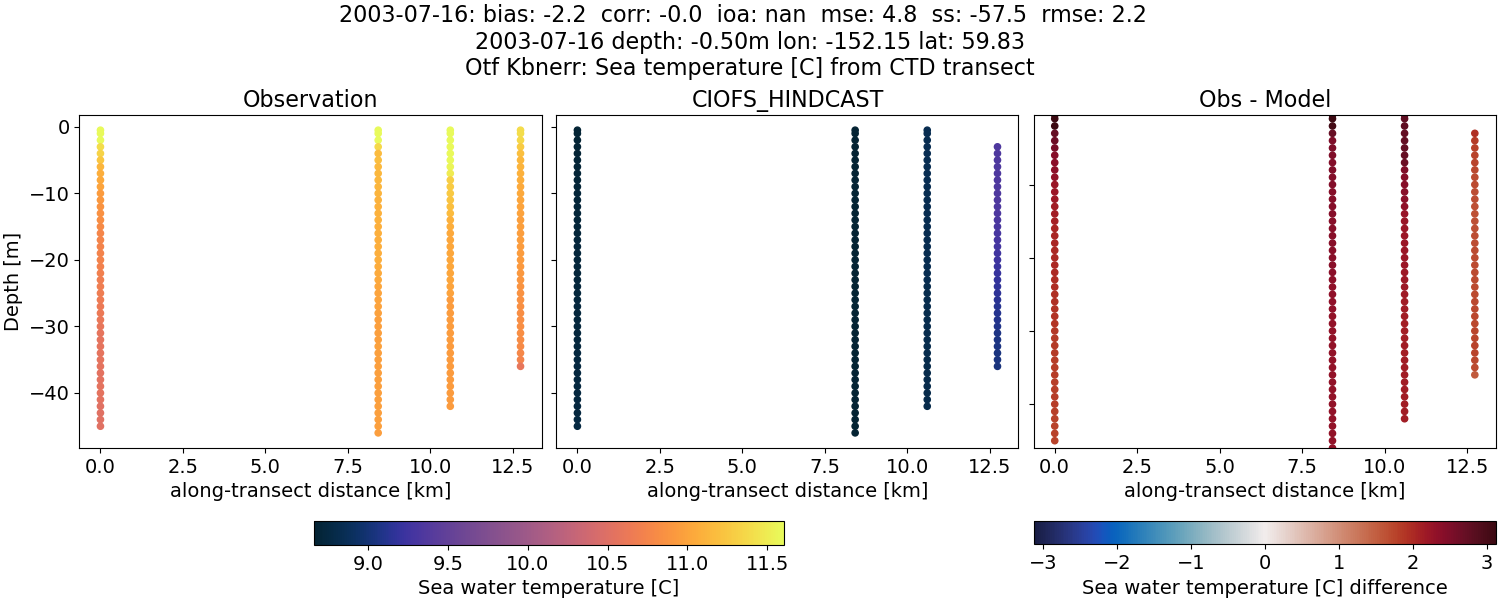 2003-07-16: bias: -2.2  corr: -0.0  ioa: nan  mse: 4.8  ss: -57.5  rmse: 2.2
2003-07-16 depth: -0.50m lon: -152.15 lat: 59.83
Otf Kbnerr: Sea temperature [C] from CTD transect
Observation
CIOFS_HINDCAST
Obs - Model
Depth [m]
0
−10
−20
−30
−40
0.0 2.5 5.0 7.5 10.0 12.5
0.0 2.5 5.0 7.5 10.0 12.5
0.0 2.5 5.0 7.5 10.0 12.5
along-transect distance [km]
along-transect distance [km]
along-transect distance [km]
9.0 9.5 10.0 10.5 11.0 11.5
Sea water temperature [C]
−3 −2 −1 0 1 2 3
Sea water temperature [C] difference